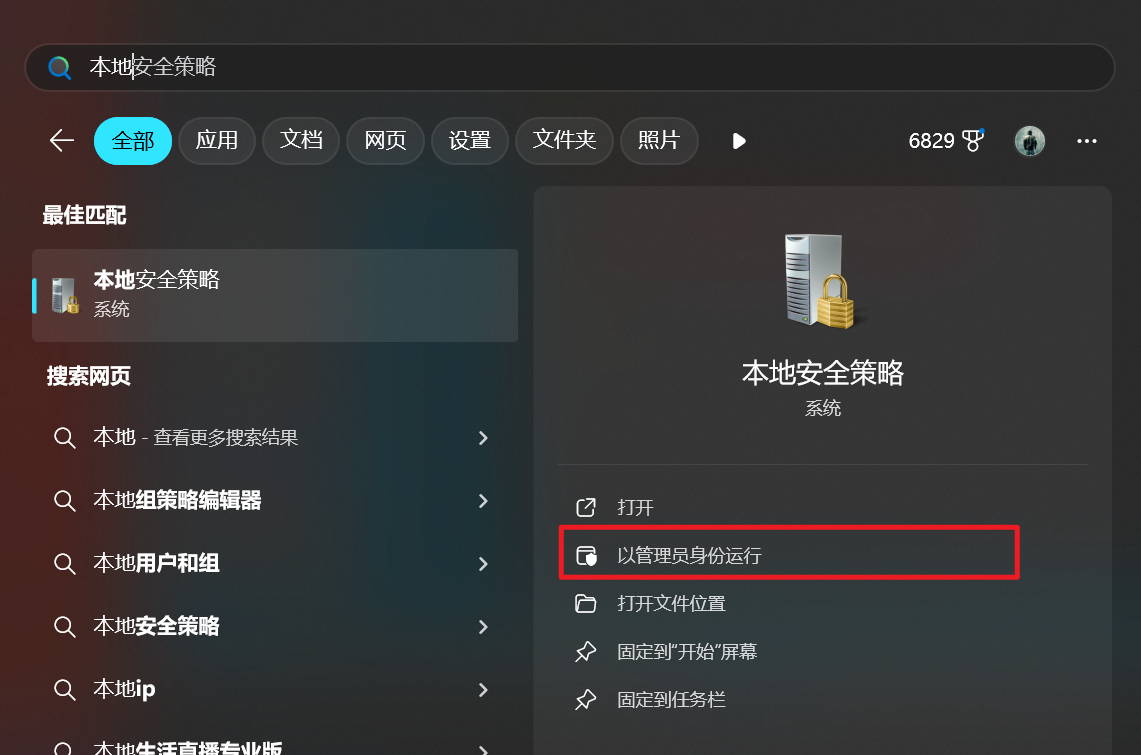 本地安全策略
全部 应用 文档 网页 设置 文件夹 照片 6829
最佳匹配
本地安全策略
系统
搜索网页
本地 - 查看更多搜索结果
本地组策略编辑器
本地用户和组
本地安全策略
本地ip
本地生活直播专业版
本地安全策略
系统
打开
以管理员身份运行
打开文件位置
固定到"开始"屏幕
固定到任务栏